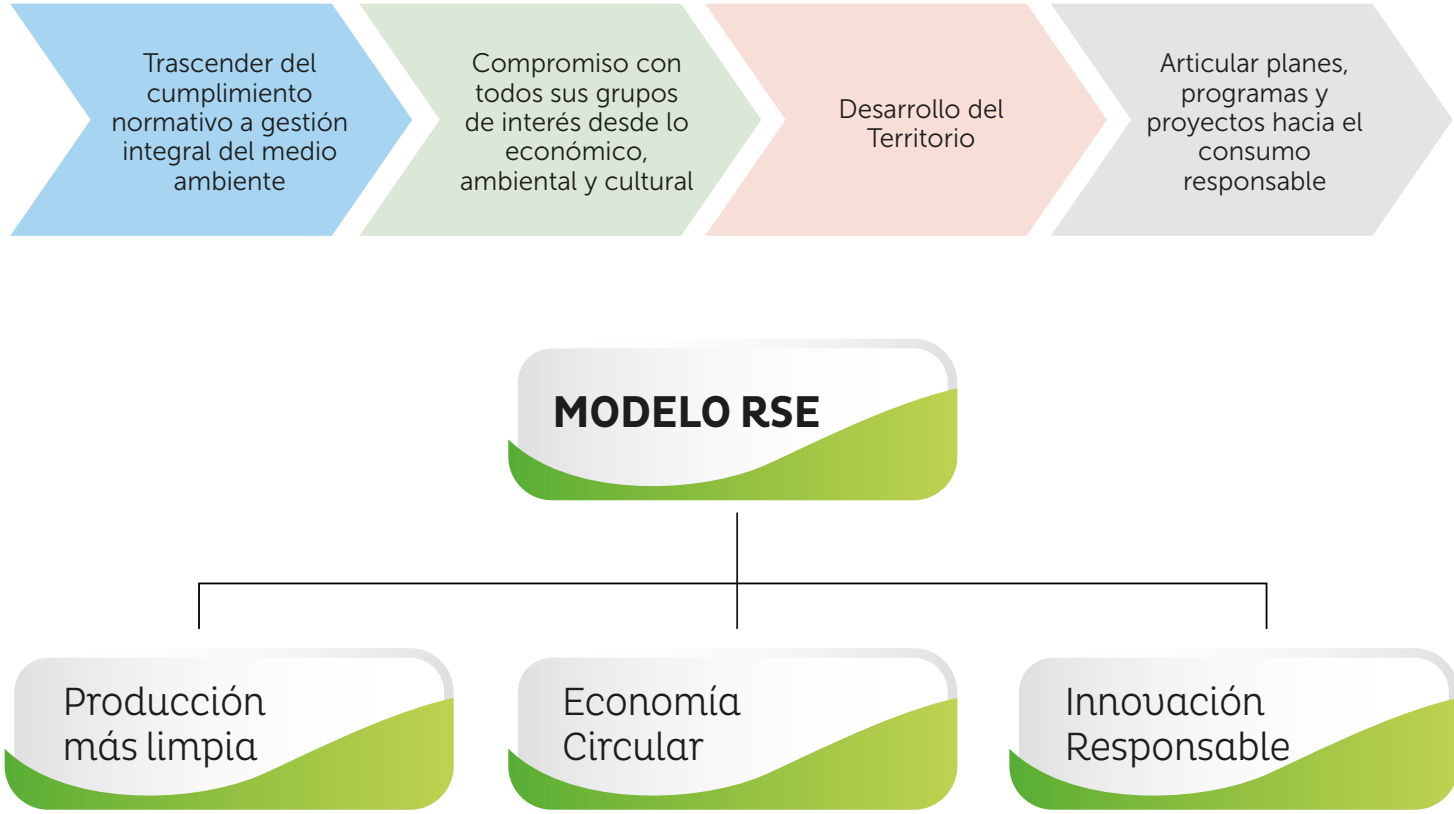 Trascender del
cumplimiento
normativo a gestión
integral del medio
ambiente
Compromiso con
todos sus grupos
de interés desde lo
económico,
ambiental y cultural
Desarrollo del
Territorio
Articular planes,
programas y
proyectos hacia el
consumo
responsable
MODELO RSE
Producción
más limpia
Economía
Circular
Innovación
Responsable